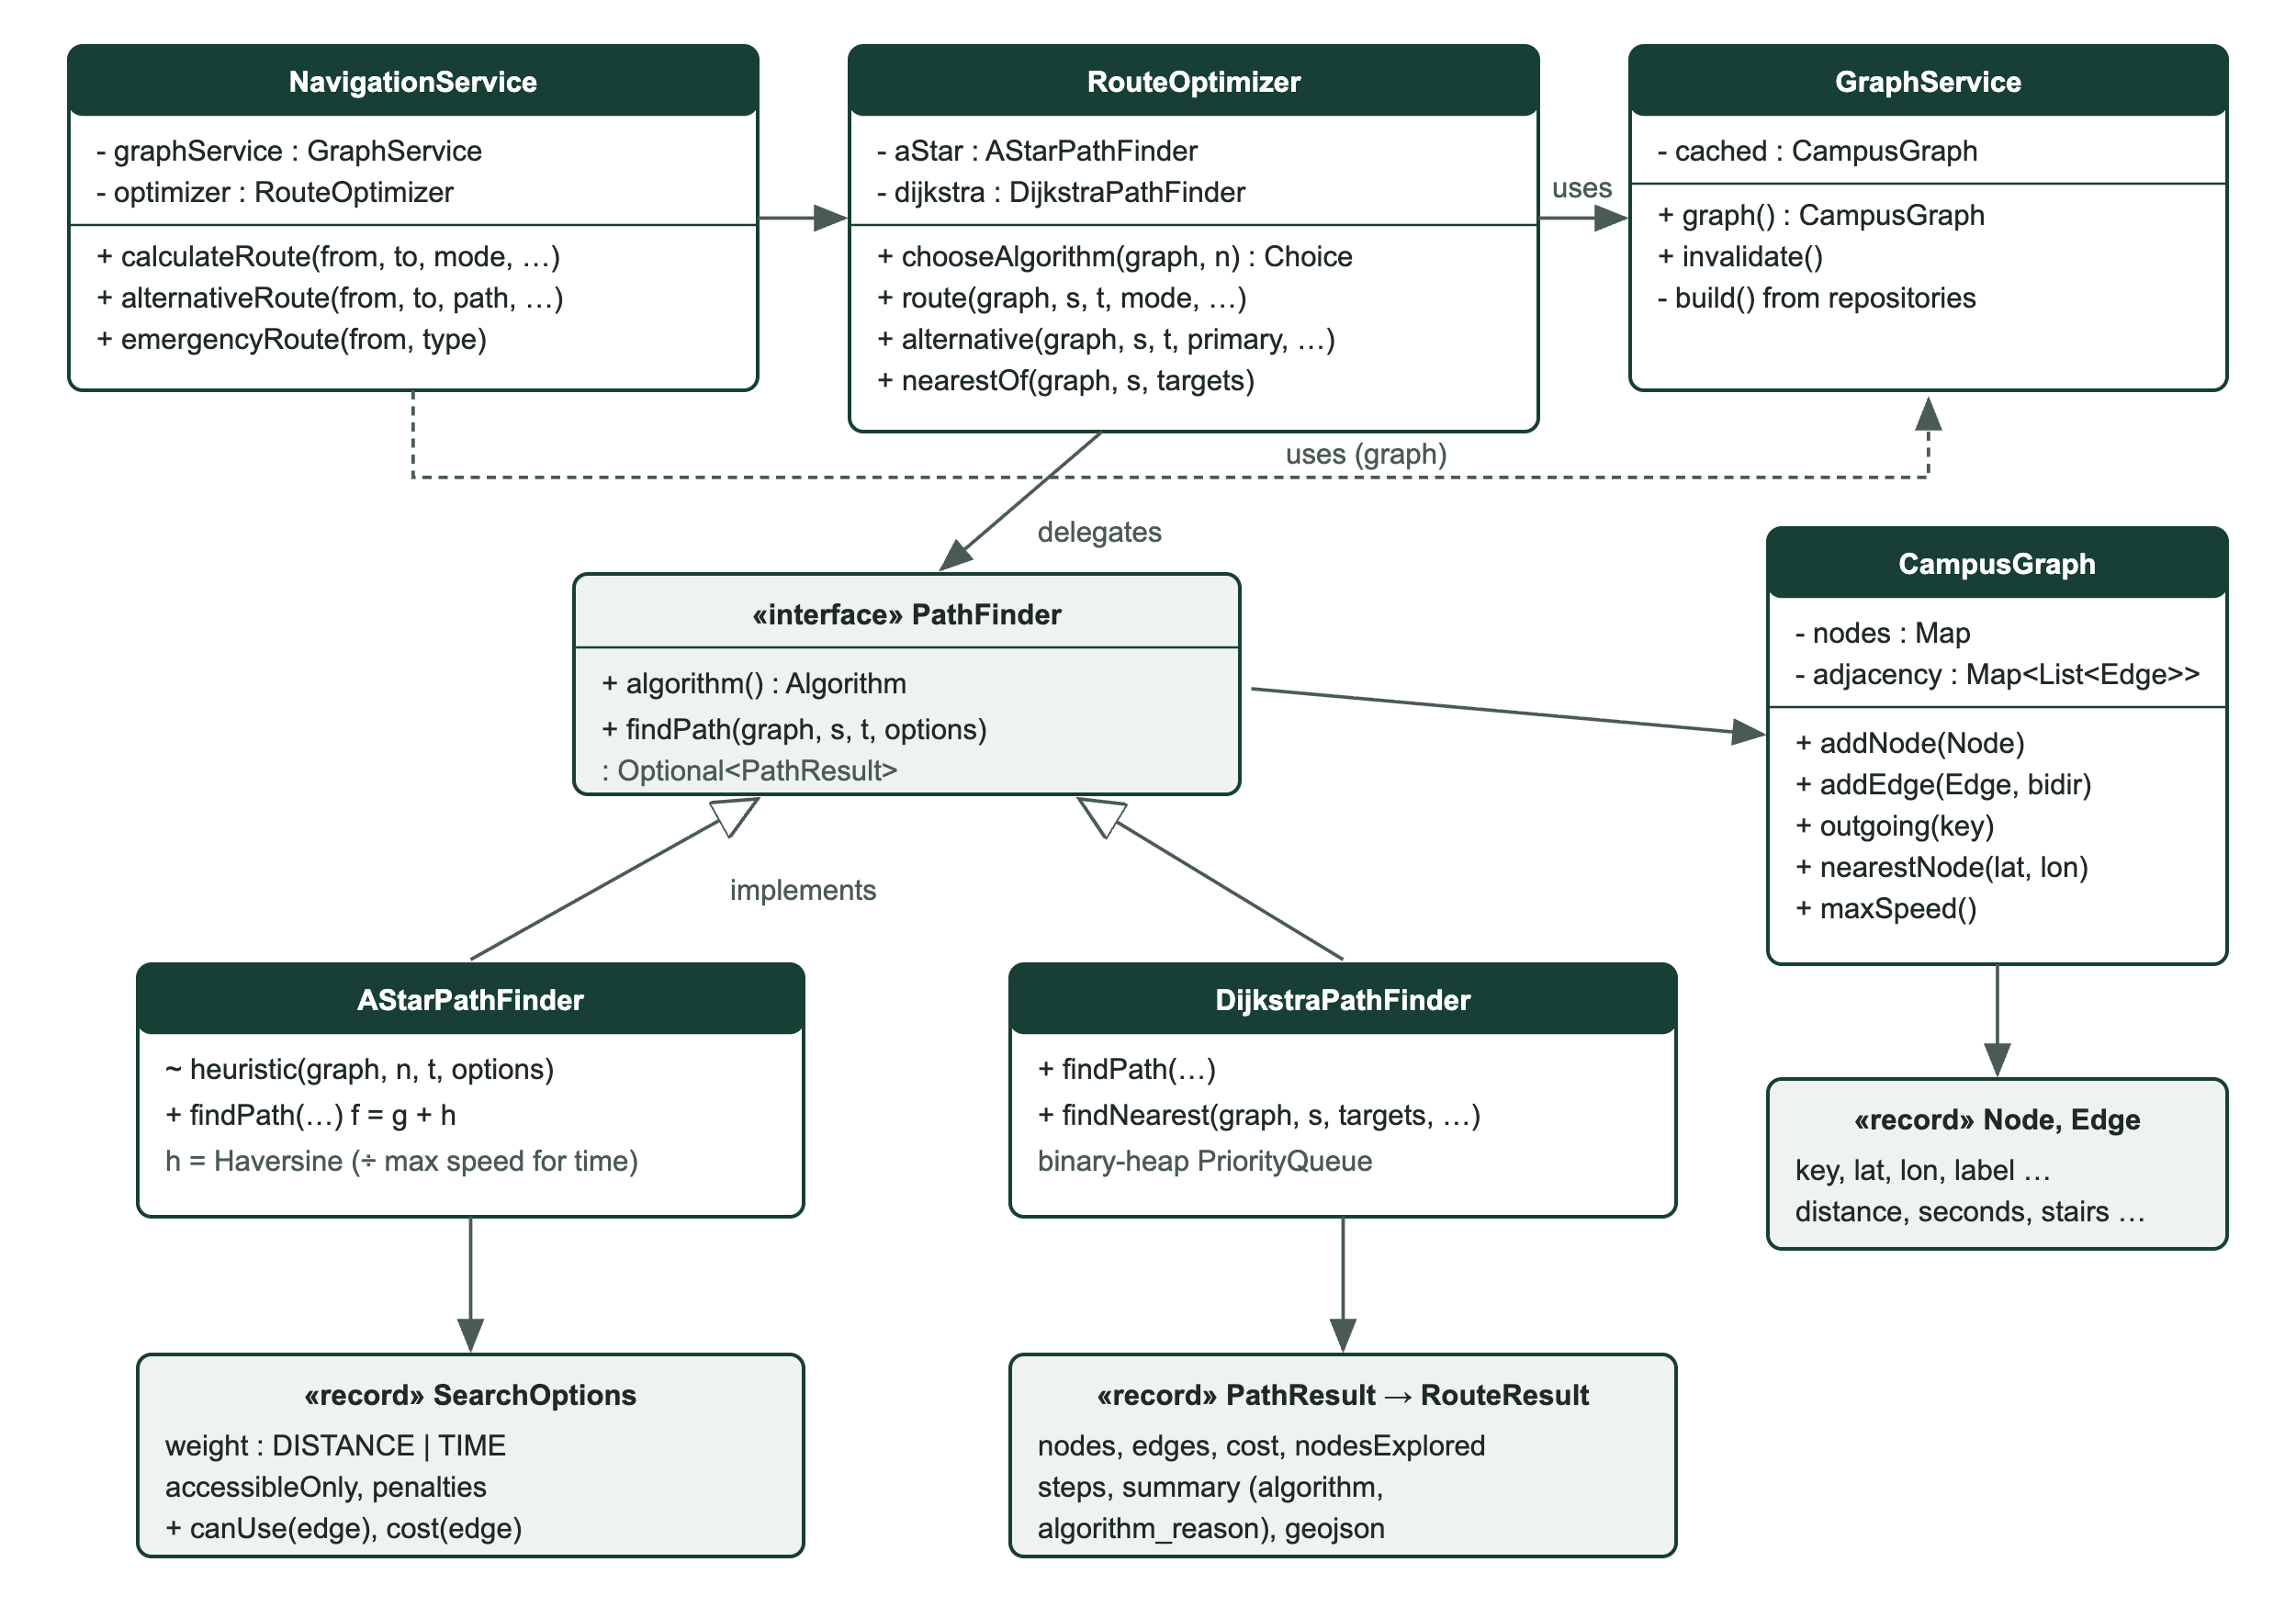 NavigationService
- graphService : GraphService
- optimizer : RouteOptimizer
+ calculateRoute(from, to, mode, …)
+ alternativeRoute(from, to, path, …)
+ emergencyRoute(from, type)
RouteOptimizer
- aStar : AStarPathFinder
- dijkstra : DijkstraPathFinder
+ chooseAlgorithm(graph, n) : Choice
+ route(graph, s, t, mode, …)
+ alternative(graph, s, t, primary, …)
+ nearestOf(graph, s, targets)
uses
GraphService
- cached : CampusGraph
+ graph() : CampusGraph
+ invalidate()
- build() from repositories
uses (graph)
delegates
«interface» PathFinder
+ algorithm() : Algorithm
+ findPath(graph, s, t, options)
: Optional<PathResult>
CampusGraph
- nodes : Map
- adjacency : Map<List<Edge>>
+ addNode(Node)
+ addEdge(Edge, bidir)
+ outgoing(key)
+ nearestNode(lat, lon)
+ maxSpeed()
implements
AStarPathFinder
~ heuristic(graph, n, t, options)
+ findPath(…) f = g + h
h = Haversine (÷ max speed for time)
DijkstraPathFinder
+ findPath(…)
+ findNearest(graph, s, targets, …)
binary-heap PriorityQueue
«record» Node, Edge
key, lat, lon, label …
distance, seconds, stairs …
«record» SearchOptions
weight : DISTANCE | TIME
accessibleOnly, penalties
+ canUse(edge), cost(edge)
«record» PathResult → RouteResult
nodes, edges, cost, nodesExplored
steps, summary (algorithm,
algorithm_reason), geojson